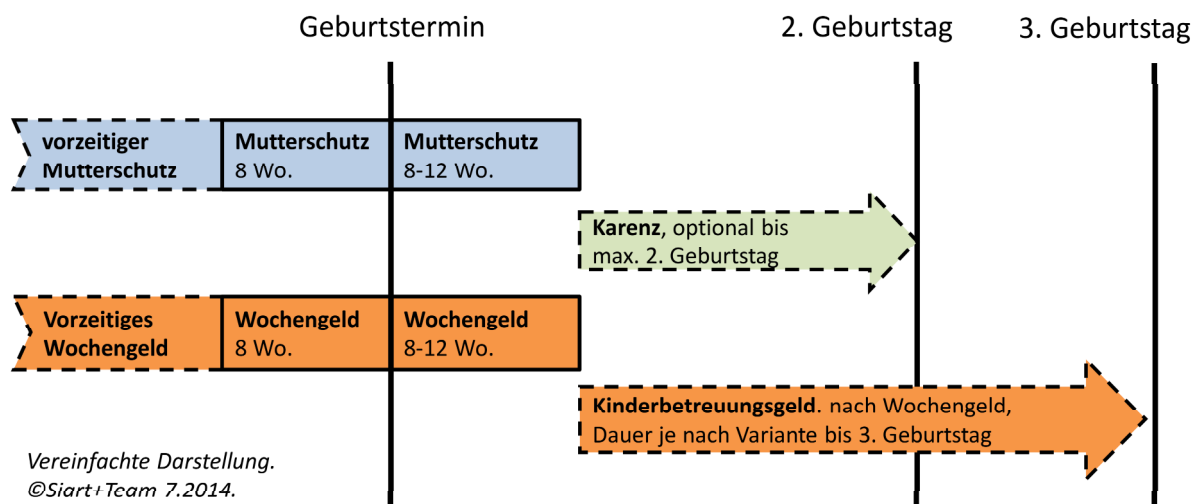 Geburtstermin
2. Geburtstag
3. Geburtstag
vorzeitiger
Mutterschutz
Mutterschutz
8 Wo.
Mutterschutz
8-12 Wo.
Karenz, optional bis
max. 2. Geburtstag
Vorzeitiges
Wochengeld
Wochengeld
8 Wo.
Wochengeld
8-12 Wo.
Kinderbetreuungsgeld. nach Wochengeld,
Dauer je nach Variante bis 3. Geburtstag
Vereinfachte Darstellung.
©Siart+Team 7.2014.